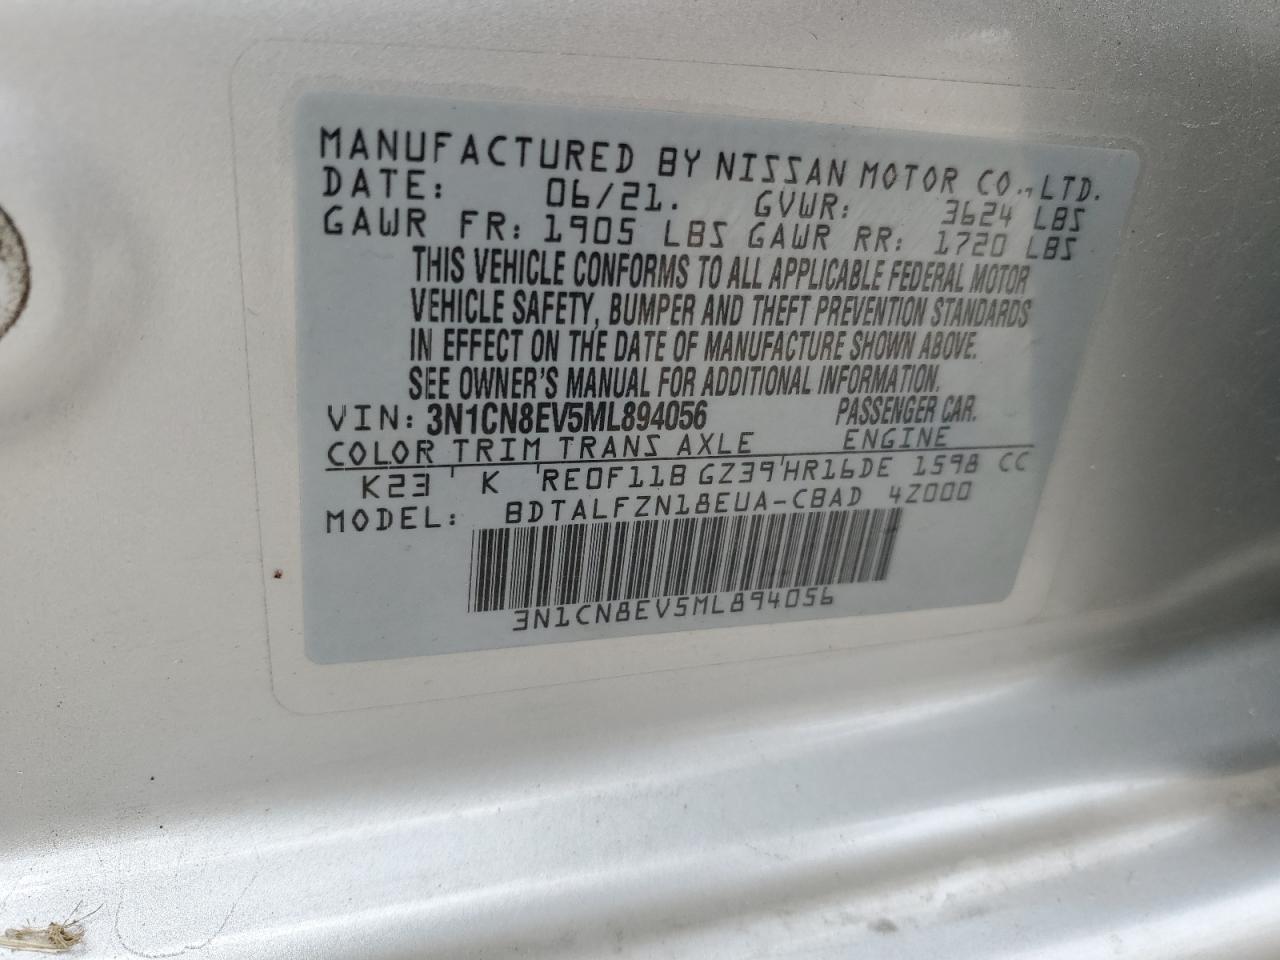 MANUFACTURED BY NISSAN MOTOR CO., LTD.
DATE: 06/21. GVWR: 3624 LBS
GAWR FR: 1905 LBS GAWR RR: 1720 LBS
THIS VEHICLE CONFORMS TO ALL APPLICABLE FEDERAL MOTOR
VEHICLE SAFETY, BUMPER AND THEFT PREVENTION STANDARDS
IN EFFECT ON THE DATE OF MANUFACTURE SHOWN ABOVE.
SEE OWNER'S MANUAL FOR ADDITIONAL INFORMATION.
VIN: 3N1CN8EV5ML894056 PASSENGER CAR.
COLOR TRIM TRANS AXLE ENGINE
K23 K RE0F11B GZ39 HR16DE 1598 CC
MODEL: BDTALFZN18EUA-CBAD 4Z000
3N1CN8EV5ML894056